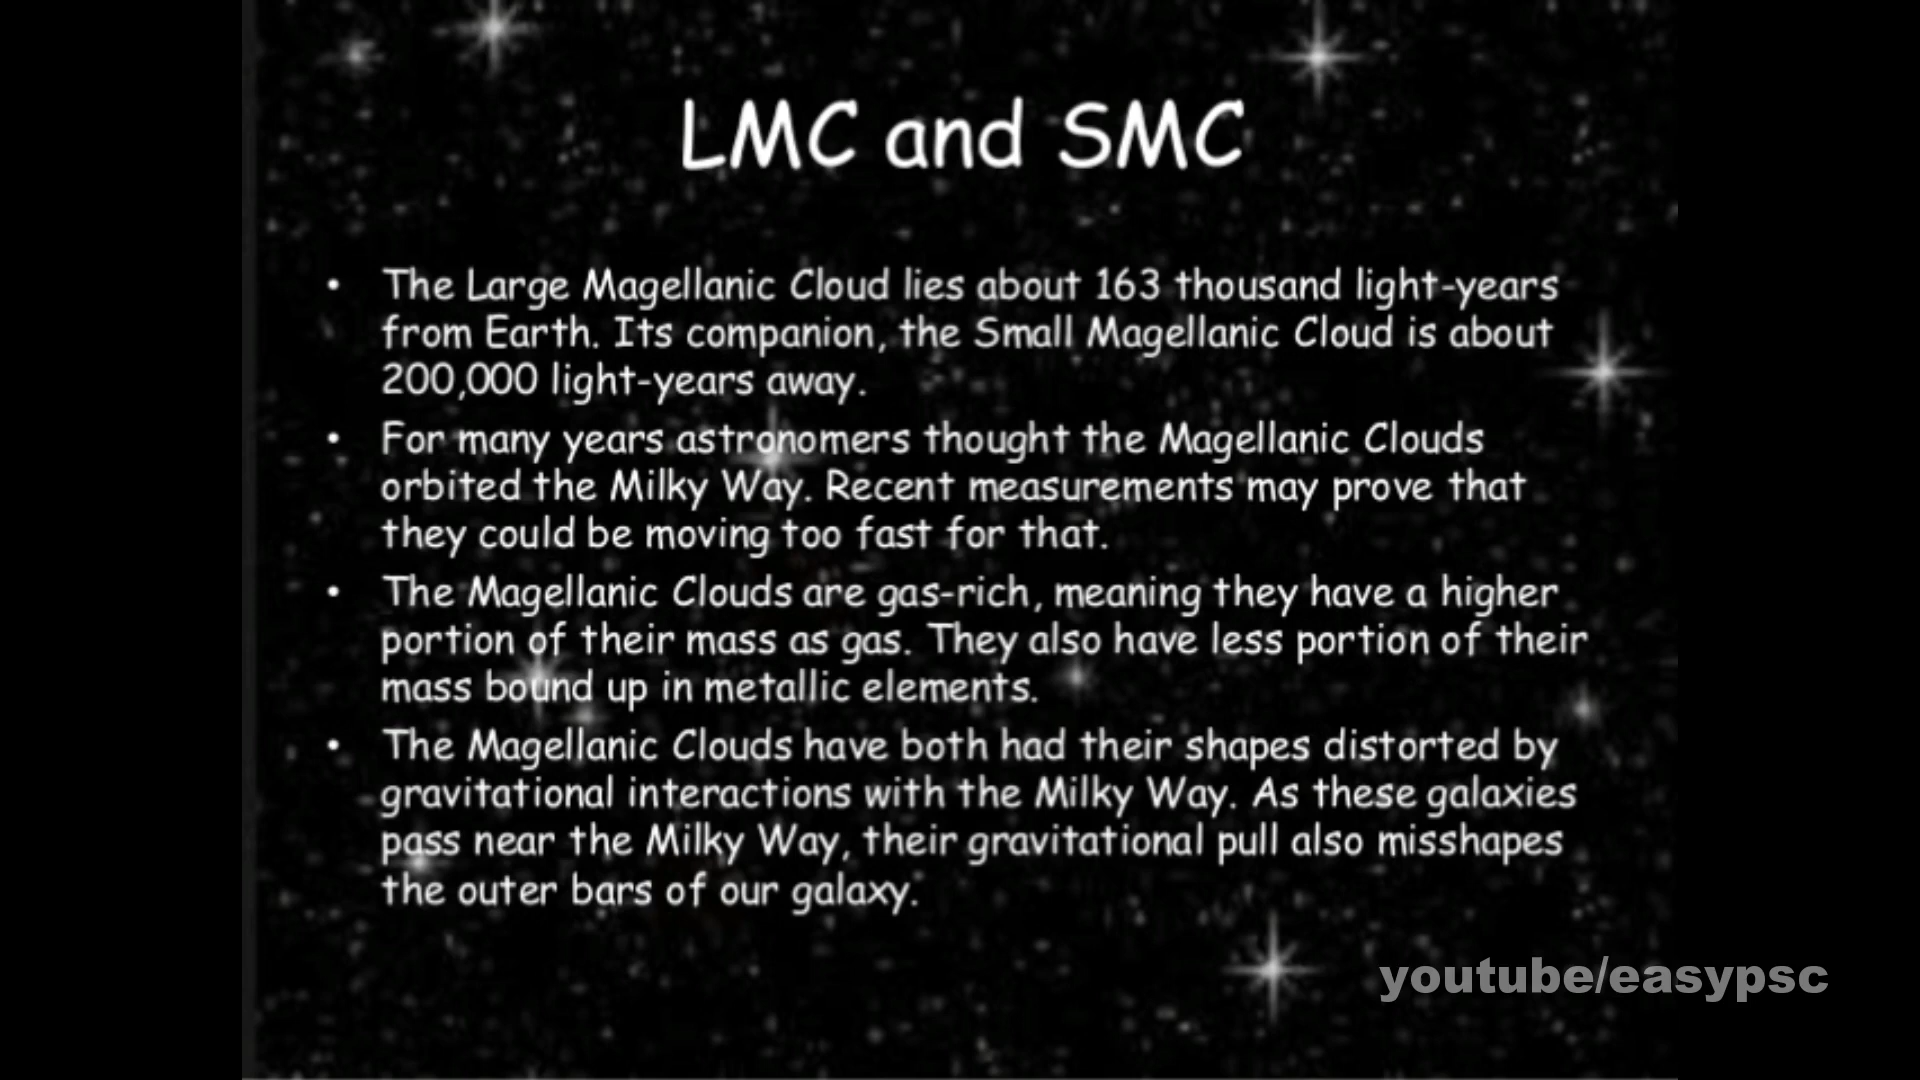 LMC and SMC
• The Large Magellanic Cloud lies about 163 thousand light-years
from Earth. Its companion, the Small Magellanic Cloud is about
200,000 light-years away.
• For many years astronomers thought the Magellanic Clouds
orbited the Milky Way. Recent measurements may prove that
they could be moving too fast for that.
• The Magellanic Clouds are gas-rich, meaning they have a higher
portion of their mass as gas. They also have less portion of their
mass bound up in metallic elements.
• The Magellanic Clouds have both had their shapes distorted by
gravitational interactions with the Milky Way. As these galaxies
pass near the Milky Way, their gravitational pull also misshapes
the outer bars of our galaxy.
youtube/easypsc